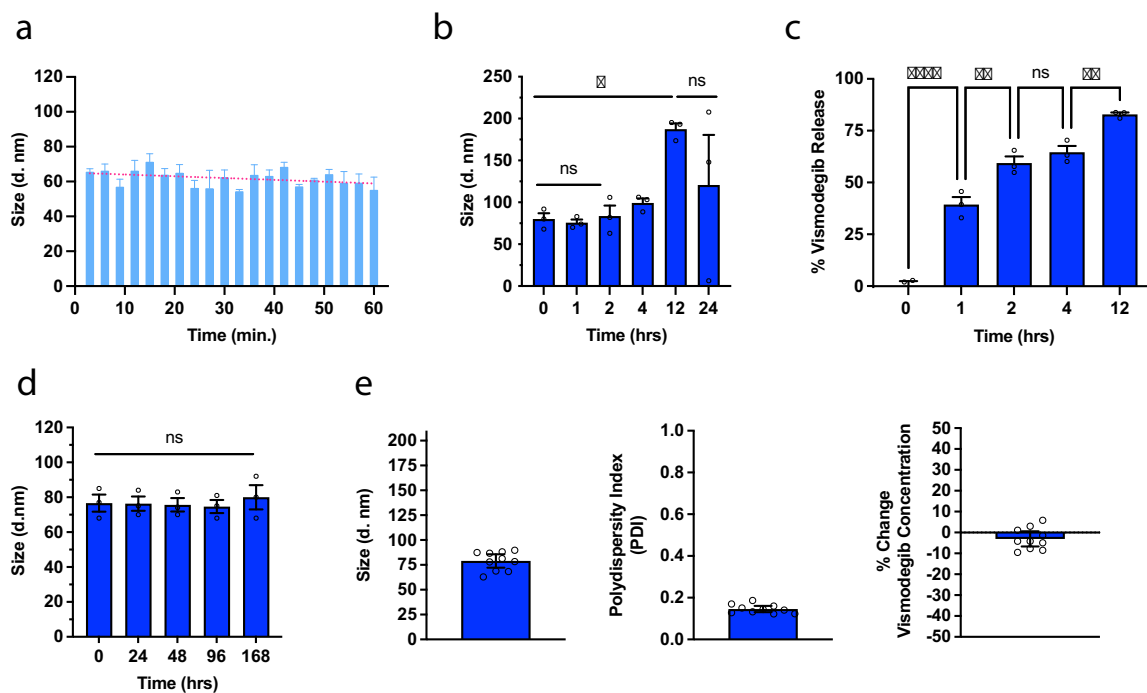 a
120
100
80
60
40
20
0
Size (d. nm)
0 10 20 30 40 50 60
Time (min.)
b
ns
ns
250
200
150
100
50
0
Size (d. nm)
0 1 2 4 12 24
Time (hrs)
c
ns
100
75
50
25
0
% Vismodegib Release
0 1 2 4 12
Time (hrs)
d
ns
120
100
80
60
40
20
0
Size (d.nm)
0 24 48 96 168
Time (hrs)
e
200
175
150
125
100
75
50
25
0
Size (d. nm)
1.0
0.8
0.6
0.4
0.2
0.0
Polydispersity Index
(PDI)
50
40
30
20
10
0
-10
-20
-30
-40
-50
% Change
Vismodegib Concentration